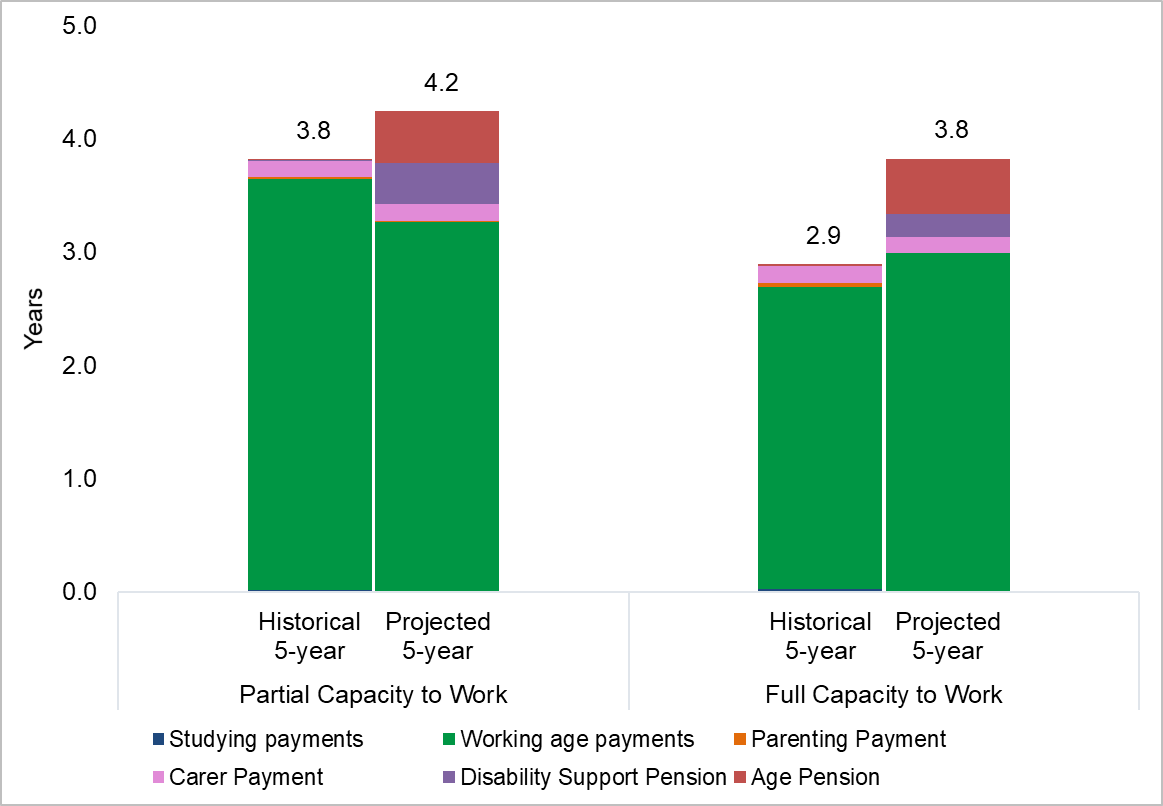 5.0
4.0
3.0
2.0
1.0
0.0
Years
3.8
4.2
2.9
3.8
Historical
5-year
Projected
5-year
Historical
5-year
Projected
5-year
Partial Capacity to Work
Full Capacity to Work
Studying payments
Working age payments
Parenting Payment
Carer Payment
Disability Support Pension
Age Pension